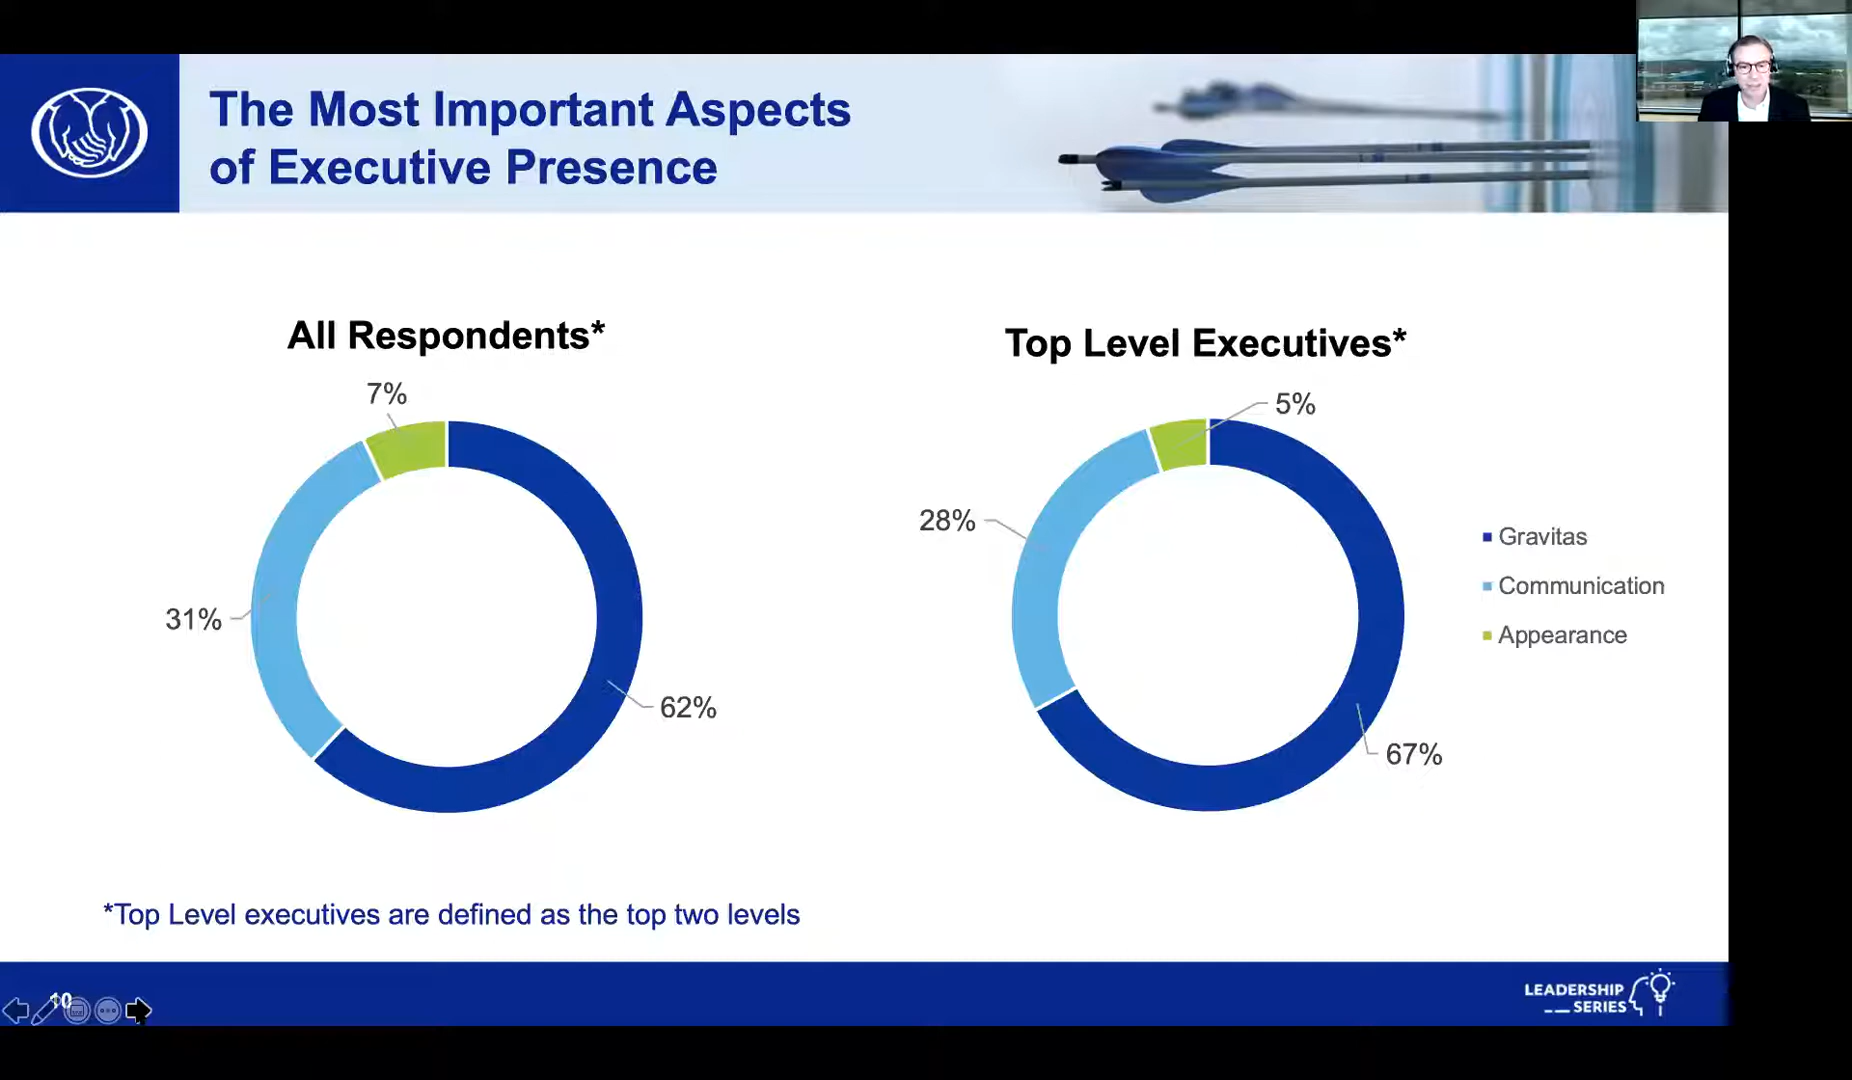 The Most Important Aspects
of Executive Presence
All Respondents*
7%
31%
62%
Top Level Executives*
5%
28%
67%
Gravitas
Communication
Appearance
*Top Level executives are defined as the top two levels
10
LEADERSHIP
SERIES